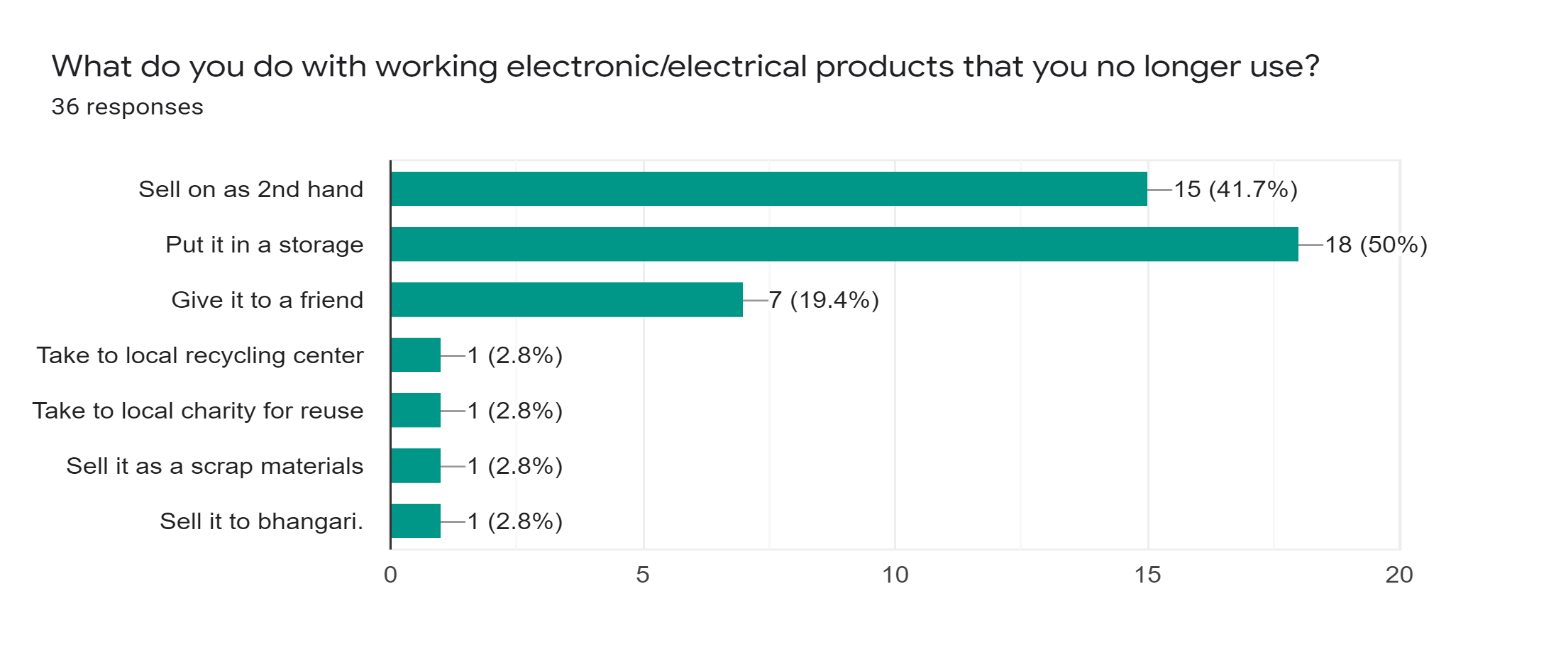 What do you do with working electronic/electrical products that you no longer use?
36 responses
Sell on as 2nd hand 15 (41.7%)
Put it in a storage 18 (50%)
Give it to a friend 7 (19.4%)
Take to local recycling center 1 (2.8%)
Take to local charity for reuse 1 (2.8%)
Sell it as a scrap materials 1 (2.8%)
Sell it to bhangari. 1 (2.8%)
0 5 10 15 20